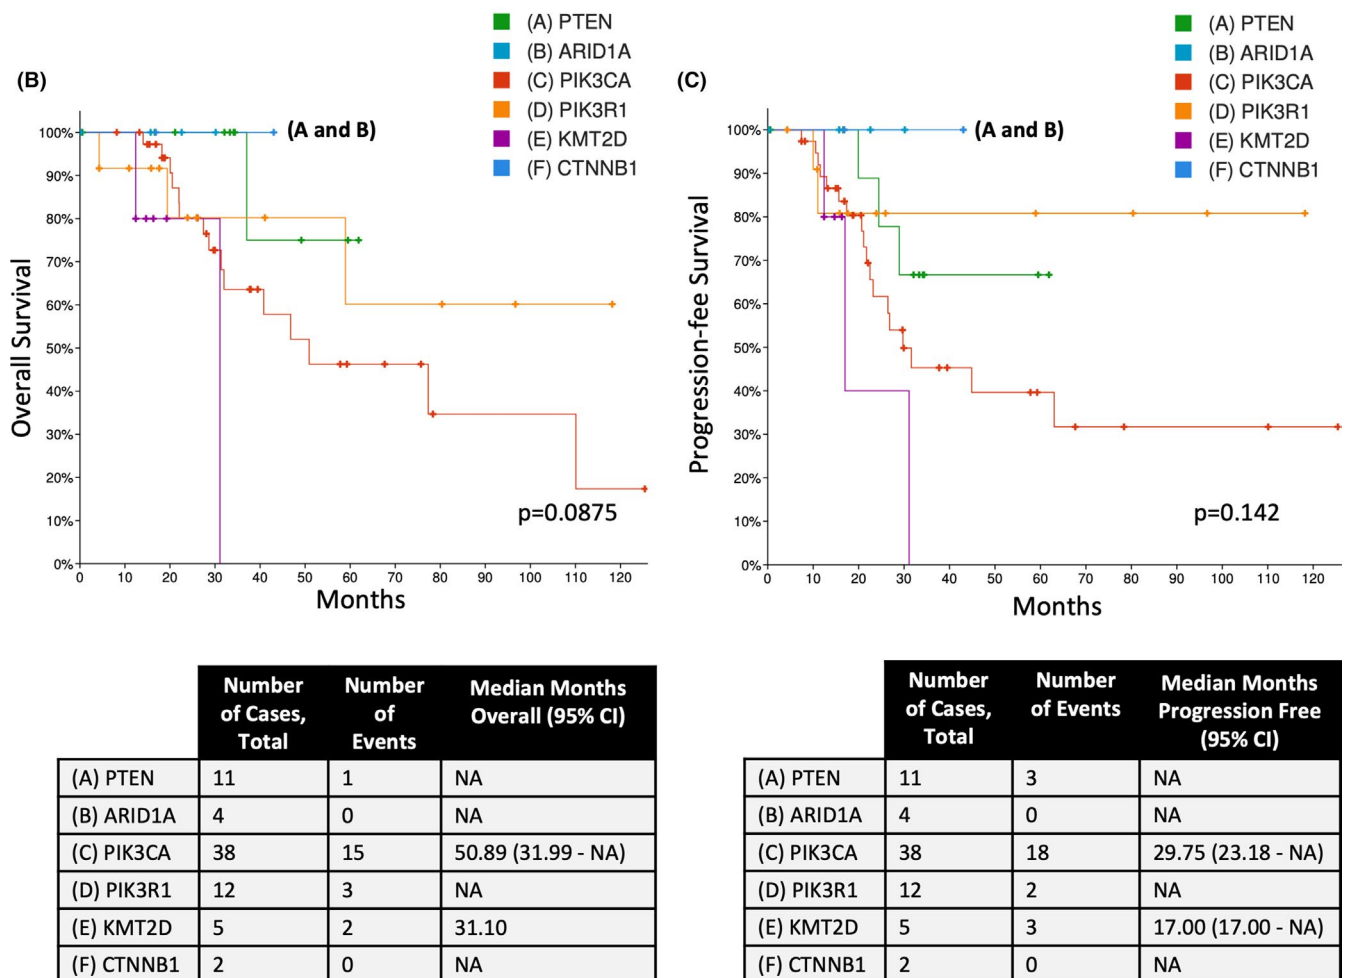 (B)
(A) PTEN
(B) ARID1A
(C) PIK3CA
(D) PIK3R1
(E) KMT2D
(F) CTNNB1
(A and B)
Overall Survival
100%
90%
80%
70%
60%
50%
40%
30%
20%
10%
0%
p=0.0875
0 10 20 30 40 50 60 70 80 90 100 110 120
Months
(C)
(A) PTEN
(B) ARID1A
(C) PIK3CA
(D) PIK3R1
(E) KMT2D
(F) CTNNB1
(A and B)
Progression-fee Survival
100%
90%
80%
70%
60%
50%
40%
30%
20%
10%
0%
p=0.142
0 10 20 30 40 50 60 70 80 90 100 110 120
Months
Number of Cases, Total Number of Events Median Months Overall (95% CI)
(A) PTEN 11 1 NA
(B) ARID1A 4 0 NA
(C) PIK3CA 38 15 50.89 (31.99 - NA)
(D) PIK3R1 12 3 NA
(E) KMT2D 5 2 31.10
(F) CTNNB1 2 0 NA
Number of Cases, Total Number of Events Median Months Progression Free (95% CI)
(A) PTEN 11 3 NA
(B) ARID1A 4 0 NA
(C) PIK3CA 38 18 29.75 (23.18 - NA)
(D) PIK3R1 12 2 NA
(E) KMT2D 5 3 17.00 (17.00 - NA)
(F) CTNNB1 2 0 NA